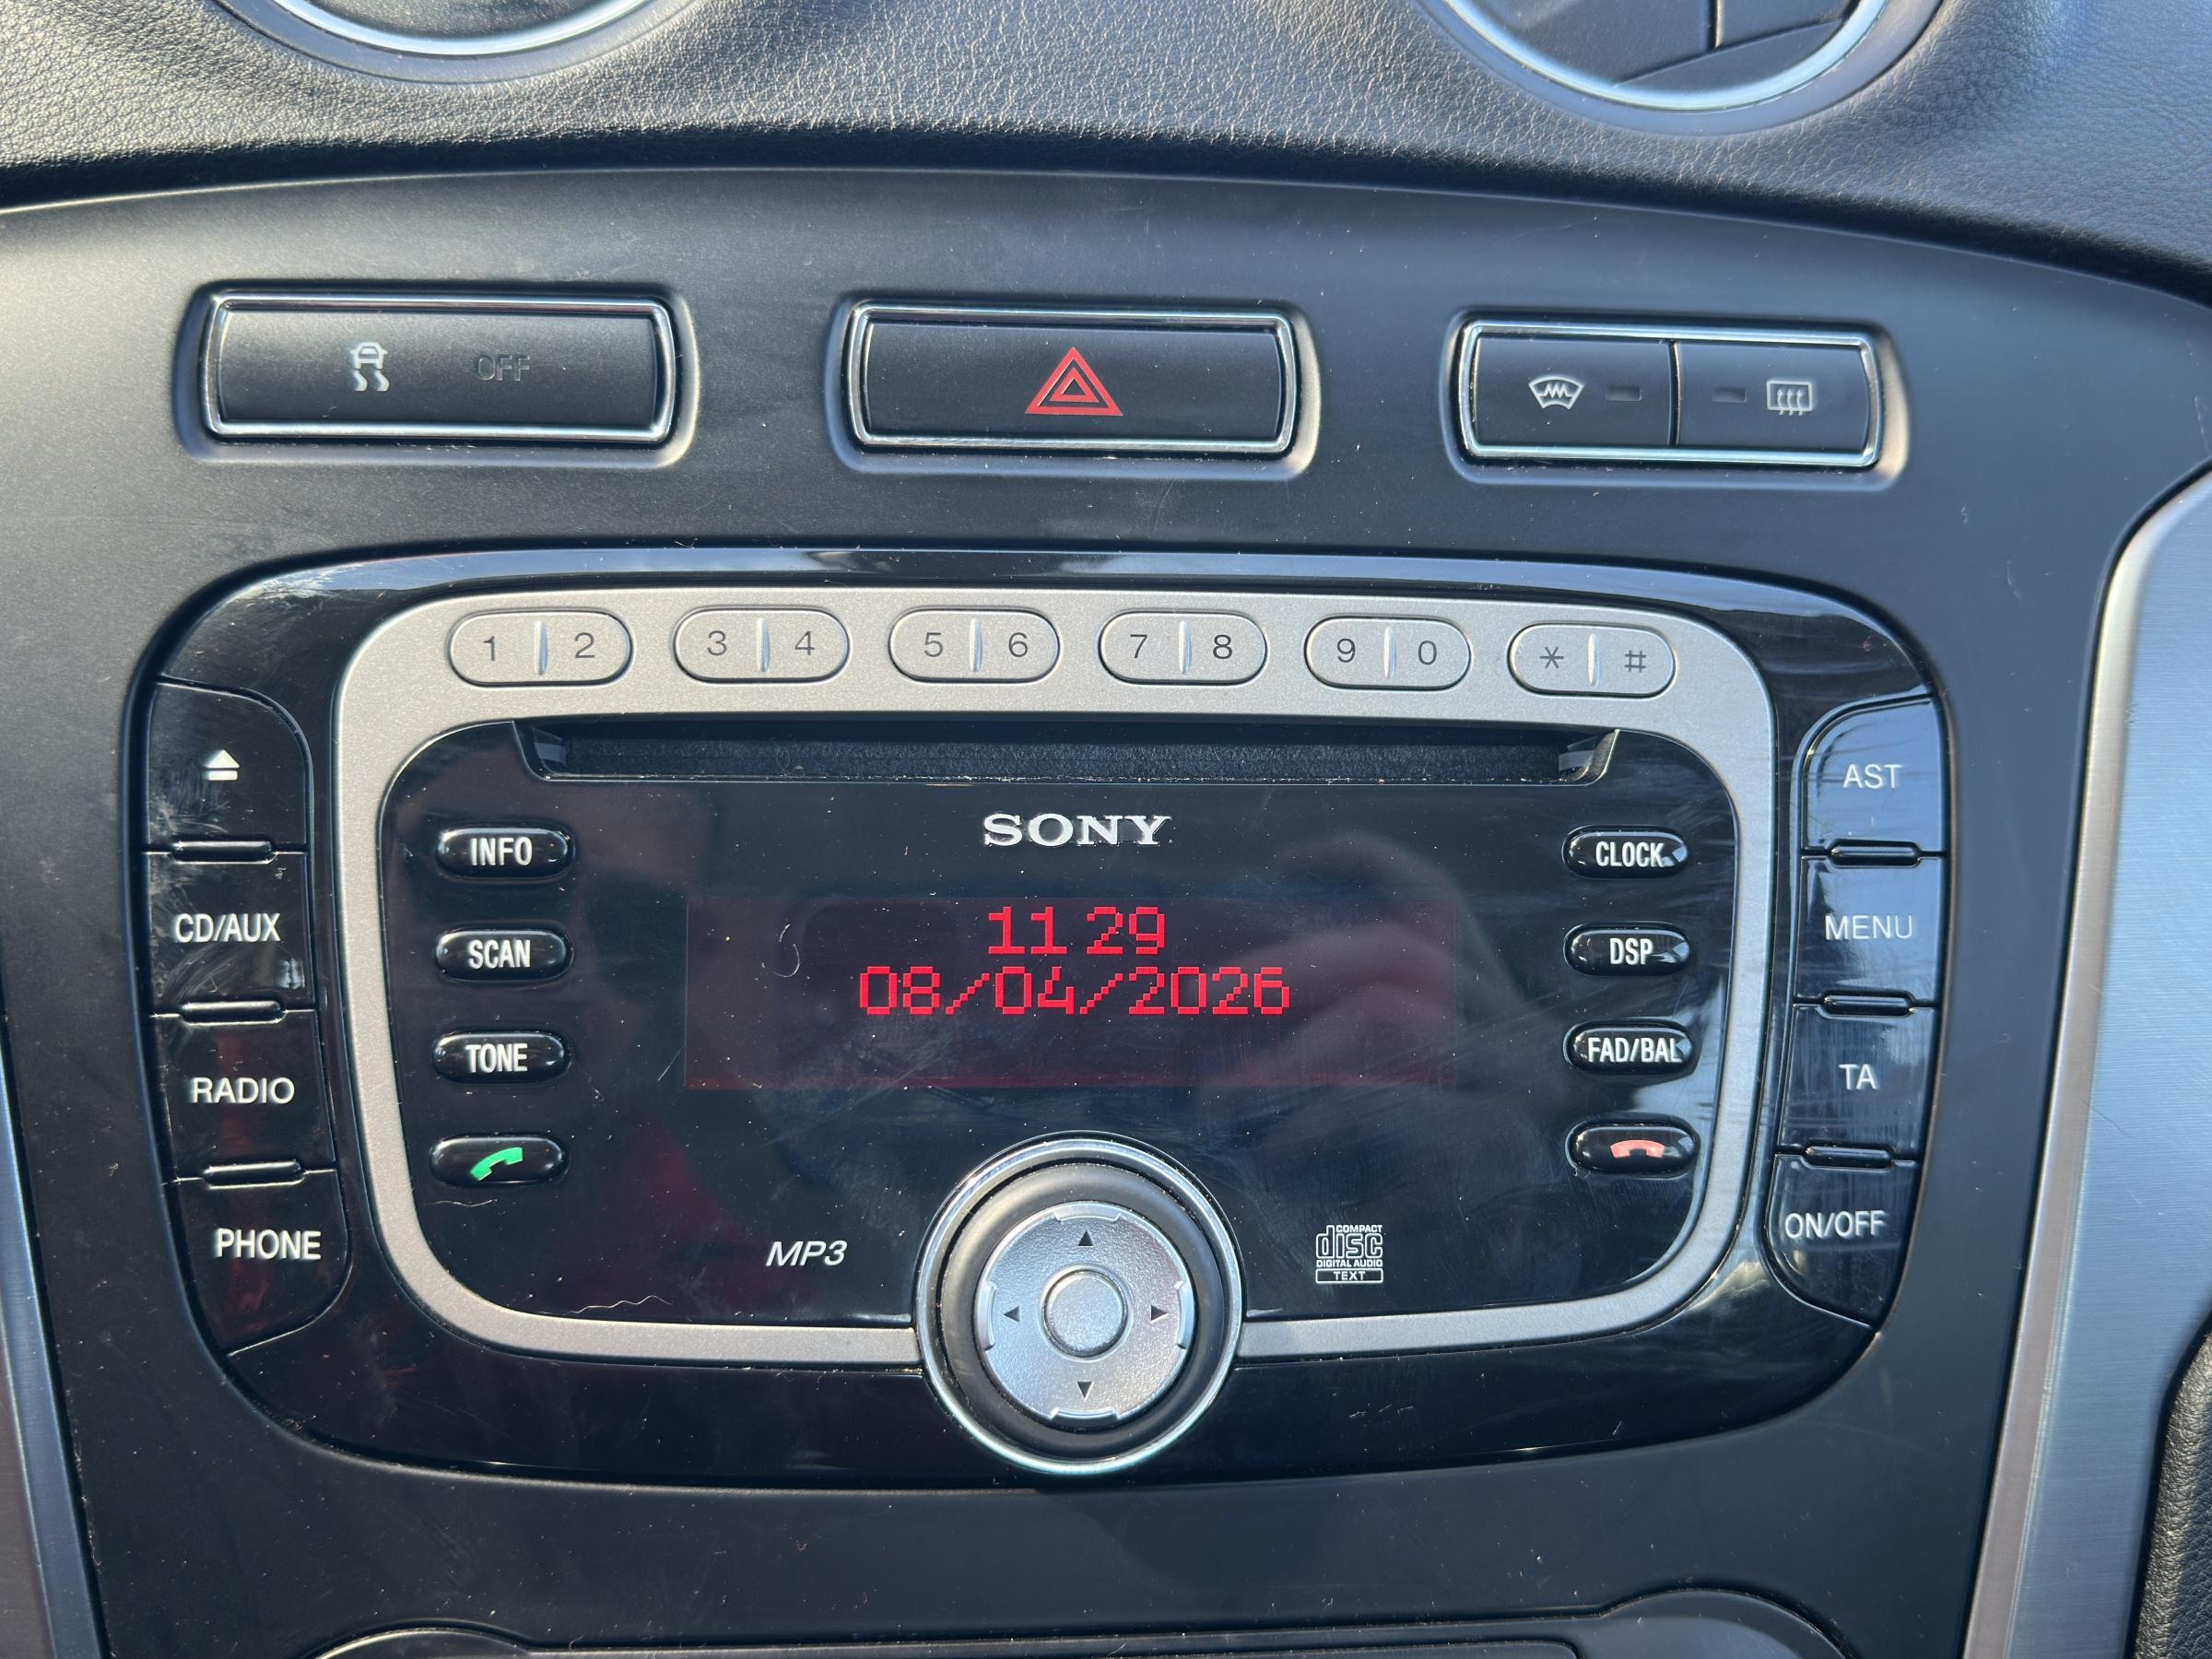 OFF
1 2 3 4 5 6 7 8 9 0 * #
SONY
AST
INFO
CLOCK
11 29
CD/AUX
MENU
SCAN
DSP
08/04/2026
TONE
FAD/BAL
RADIO
TA
PHONE
MP3
COMPACT
disc
DIGITAL AUDIO
TEXT
ON/OFF